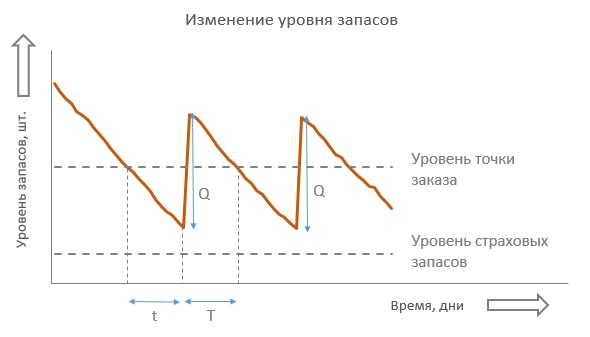 Изменение уровня запасов
Уровень запасов, шт.
Уровень точки
заказа
Q
Q
Уровень страховых
запасов
Время, дни
t
T